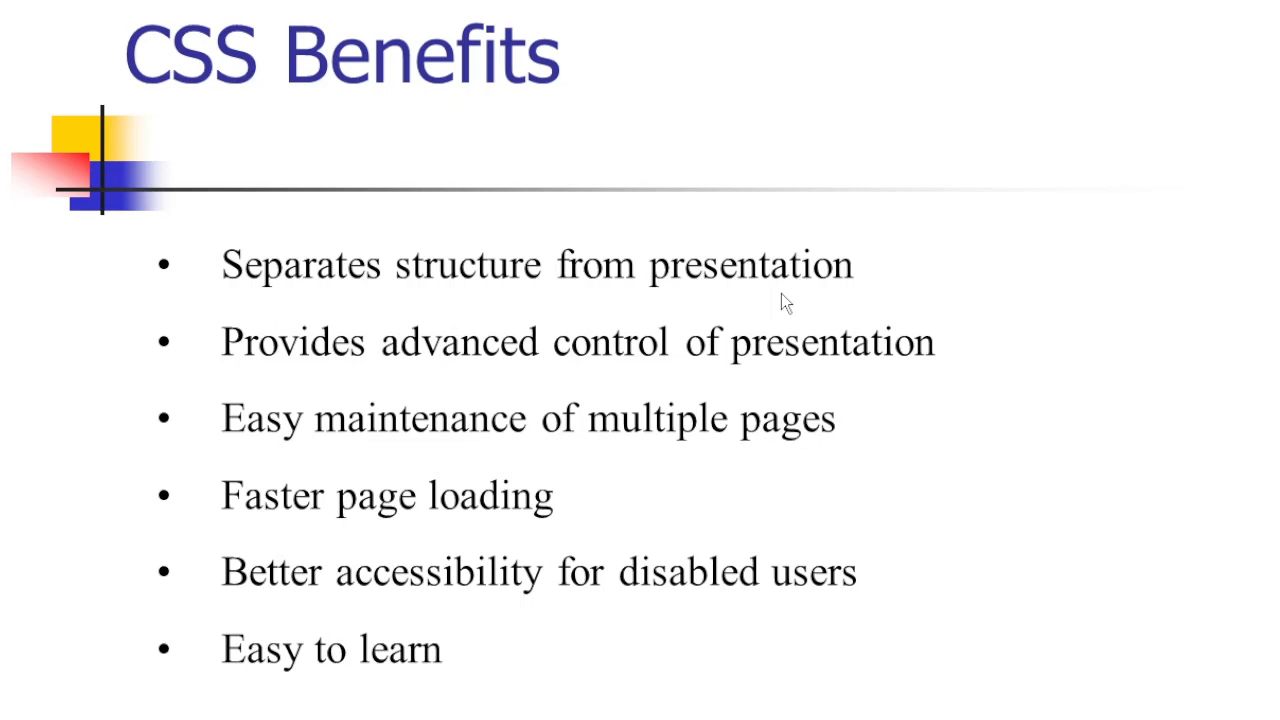 CSS Benefits
• Separates structure from presentation
• Provides advanced control of presentation
• Easy maintenance of multiple pages
• Faster page loading
• Better accessibility for disabled users
• Easy to learn